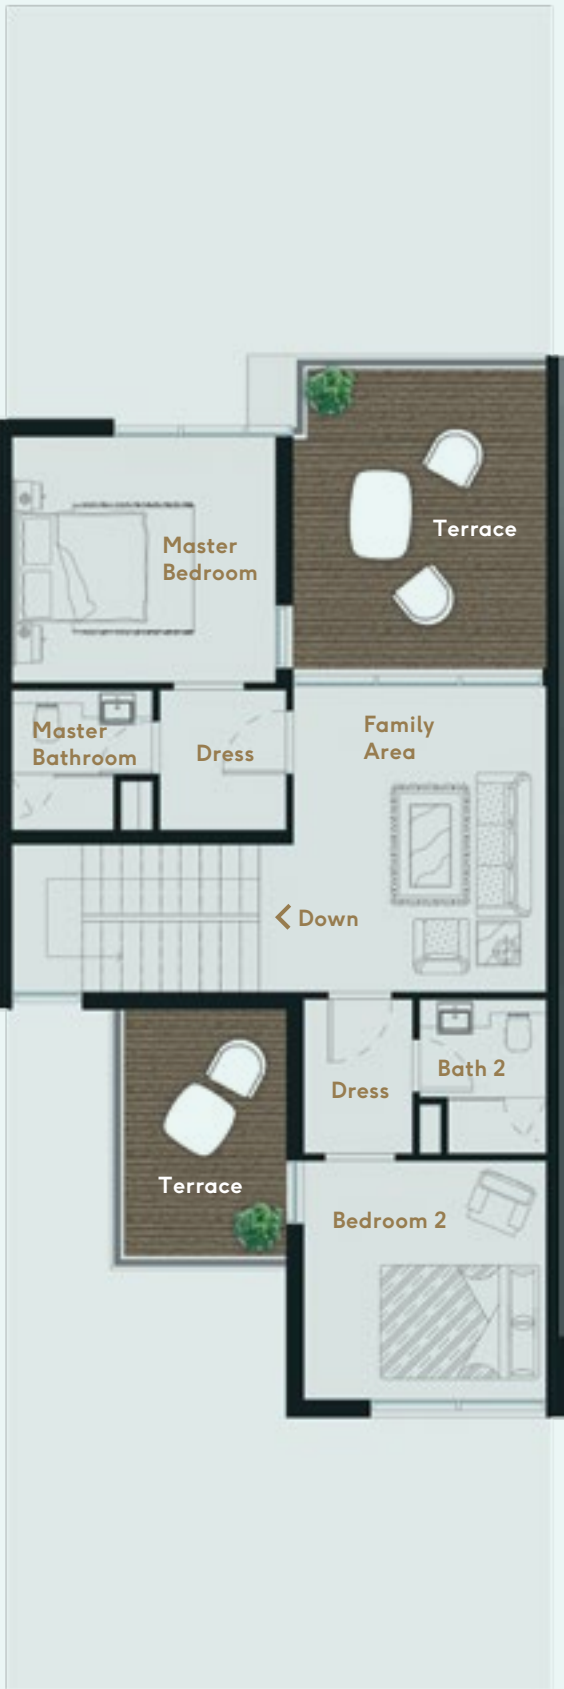 Master
Bedroom
Terrace
Master
Bathroom
Dress
Family
Area
Down
Dress
Bath 2
Terrace
Bedroom 2